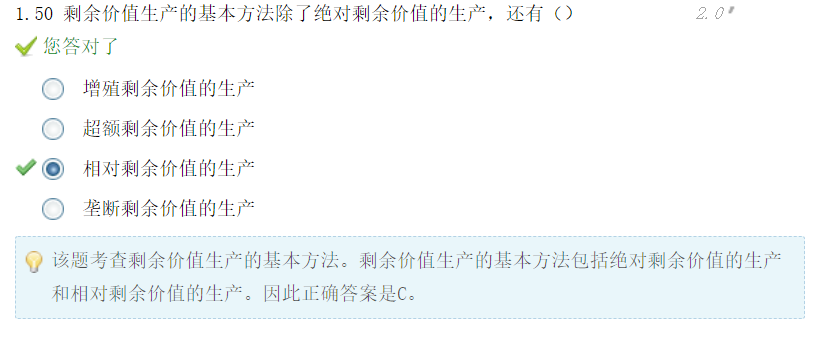 1.50 剩余价值生产的基本方法除了绝对剩余价值的生产，还有（） 2.0'
您答对了
增殖剩余价值的生产
超额剩余价值的生产
相对剩余价值的生产
垄断剩余价值的生产
该题考查剩余价值生产的基本方法。剩余价值生产的基本方法包括绝对剩余价值的生产
和相对剩余价值的生产。因此正确答案是C。